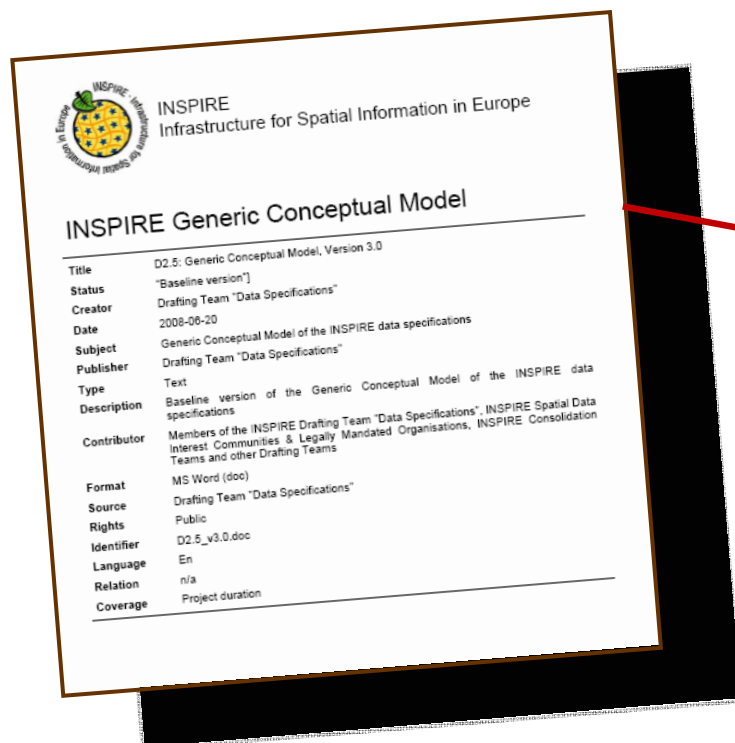 INSPIRE - Infrastructure for Spatial Information in Europe
INSPIRE
Infrastructure for Spatial Information in Europe
INSPIRE Generic Conceptual Model
Title D2.5: Generic Conceptual Model, Version 3.0
Status "Baseline version"]
Creator Drafting Team "Data Specifications"
Date 2008-06-20
Subject Generic Conceptual Model of the INSPIRE data specifications
Publisher Drafting Team "Data Specifications"
Type Text
Description Baseline version of the Generic Conceptual Model of the INSPIRE data
specifications
Contributor Members of the INSPIRE Drafting Team "Data Specifications", INSPIRE Spatial Data
Interest Communities & Legally Mandated Organisations, INSPIRE Consolidation
Teams and other Drafting Teams
Format MS Word (doc)
Source Drafting Team "Data Specifications"
Rights Public
Identifier D2.5_v3.0.doc
Language En
Relation n/a
Coverage Project duration